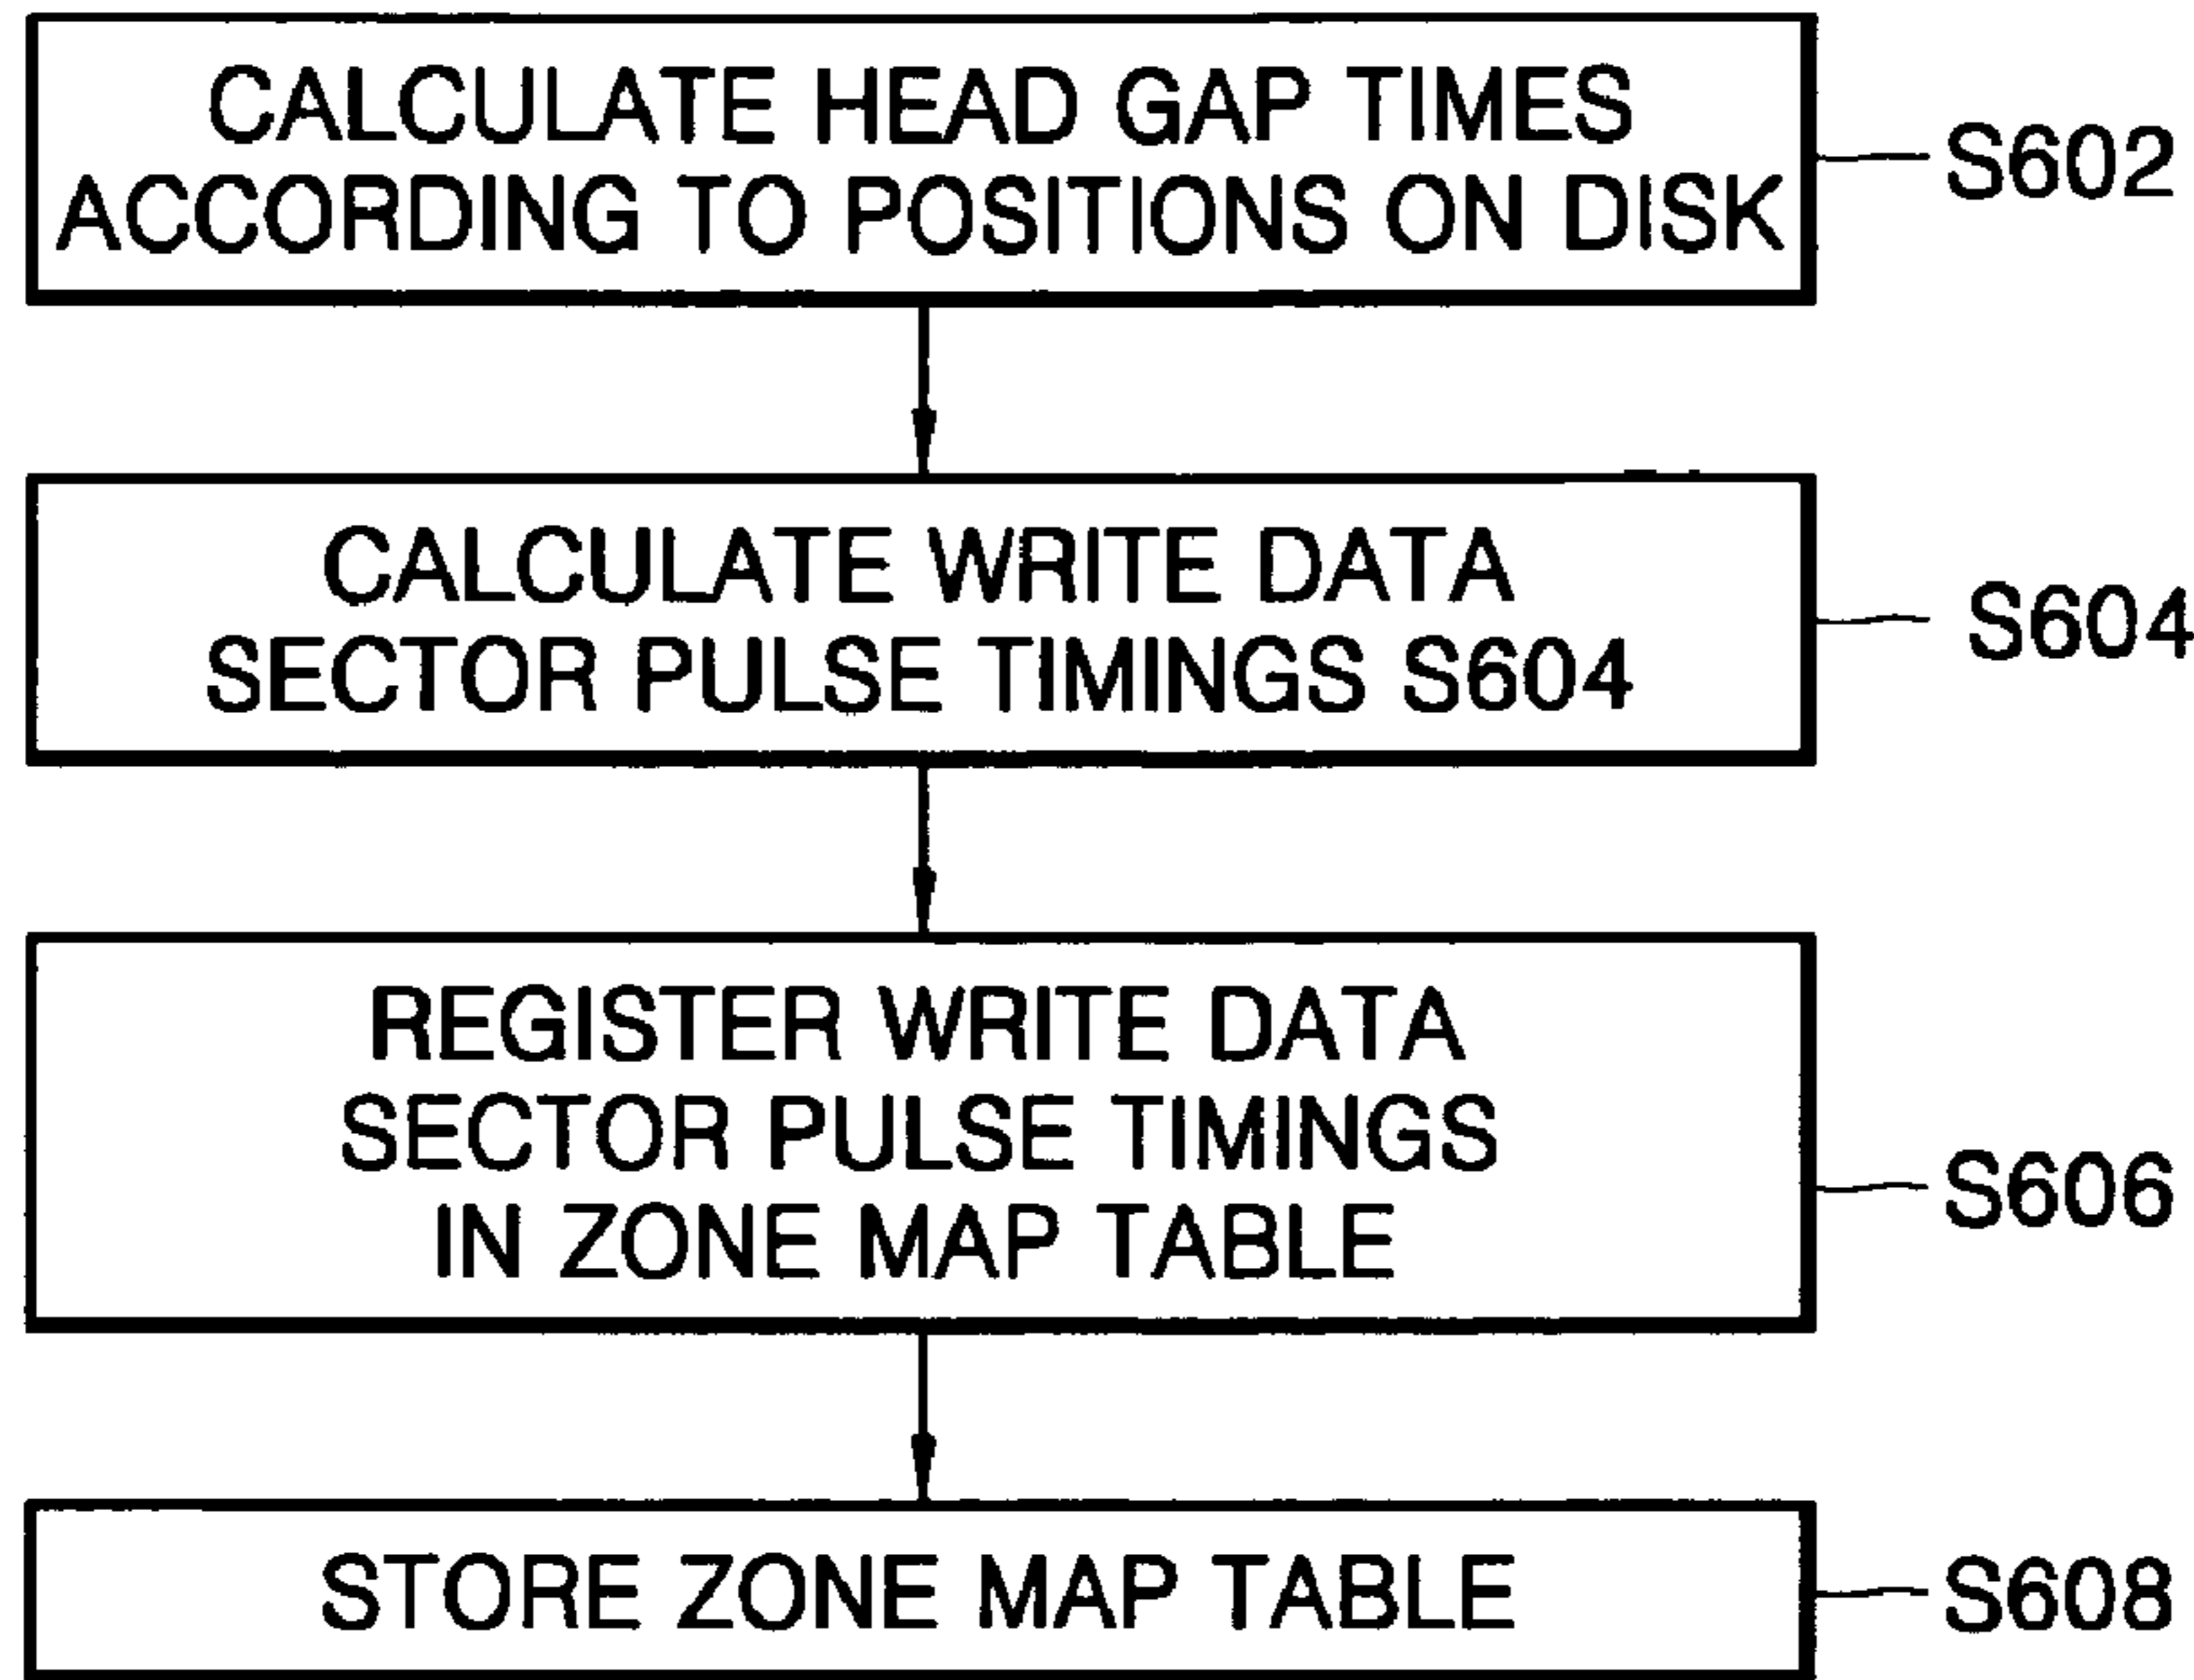 CALCULATE HEAD GAP TIMES
ACCORDING TO POSITIONS ON DISK
S602
CALCULATE WRITE DATA
SECTOR PULSE TIMINGS S604
S604
REGISTER WRITE DATA
SECTOR PULSE TIMINGS
IN ZONE MAP TABLE
S606
STORE ZONE MAP TABLE
S608